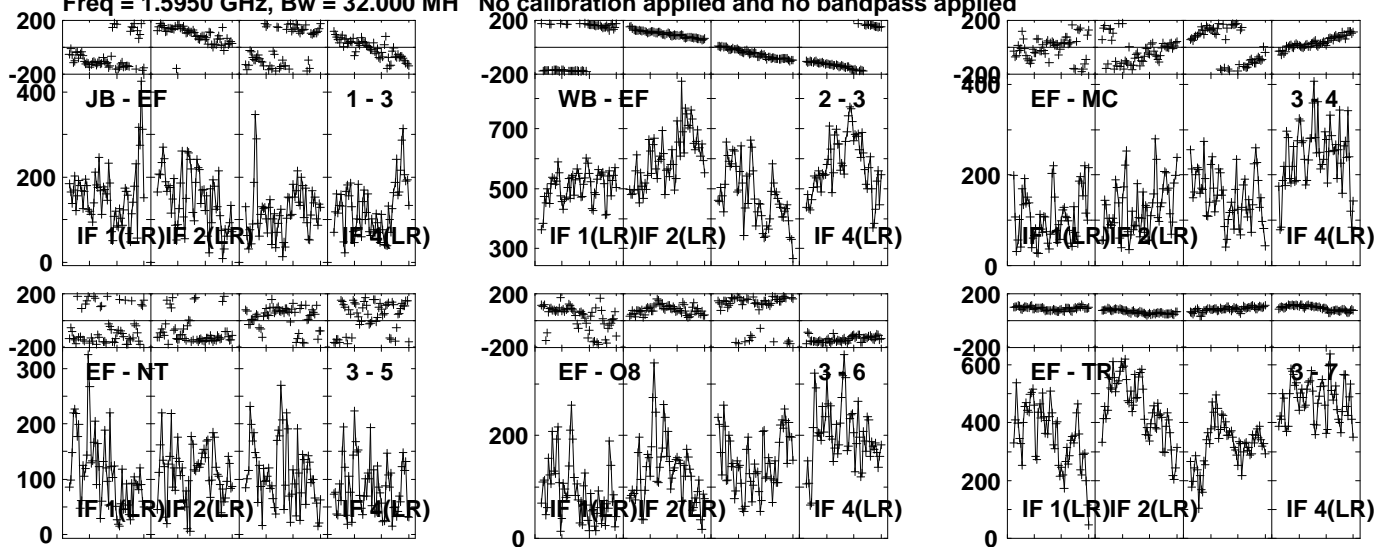 Freq = 1.5950 GHz, Bw = 32.000 MH No calibration applied and no bandpass applied
200
-200
400
200
0
JB - EF 1 - 3
IF 1(LR) IF 2(LR) IF 4(LR)
200
-200
700
500
300
WB - EF 2 - 3
IF 1(LR) IF 2(LR) IF 4(LR)
200
-200
400
200
0
EF - MC 3 - 4
IF 1(LR) IF 2(LR) IF 4(LR)
200
-200
300
200
100
0
EF - NT 3 - 5
IF 1(LR) IF 2(LR) IF 4(LR)
200
-200
200
0
EF - O8 3 - 6
IF 1(LR) IF 2(LR) IF 4(LR)
200
-200
600
400
200
0
EF - TR 3 - 7
IF 1(LR) IF 2(LR) IF 4(LR)